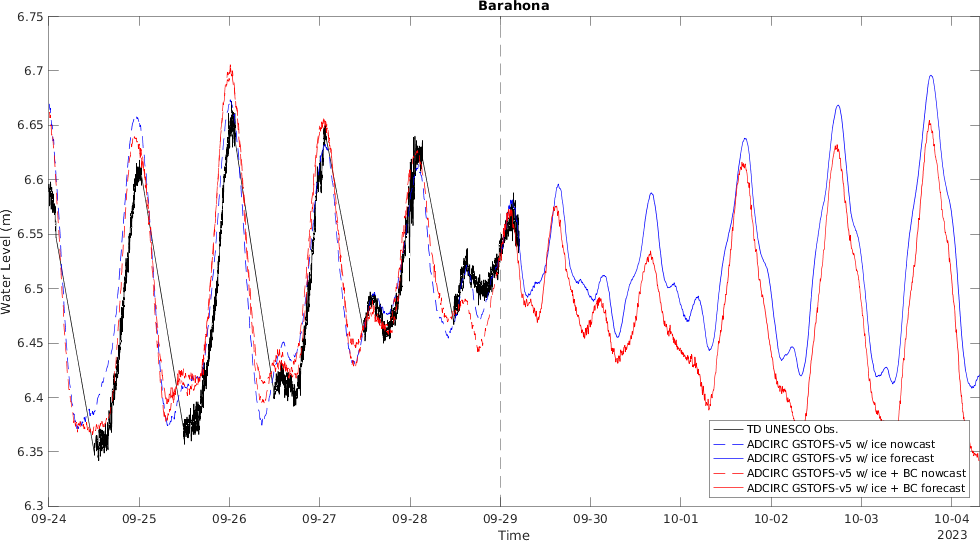 Barahona
6.75
6.7
6.65
6.6
6.55
6.5
6.45
6.4
6.35
6.3
Water Level (m)
TD UNESCO Obs.
ADCIRC GSTOFS-v5 w/ ice nowcast
ADCIRC GSTOFS-v5 w/ ice forecast
ADCIRC GSTOFS-v5 w/ ice + BC nowcast
ADCIRC GSTOFS-v5 w/ ice + BC forecast
09-24 09-25 09-26 09-27 09-28 09-29 09-30 10-01 10-02 10-03 10-04
Time
2023